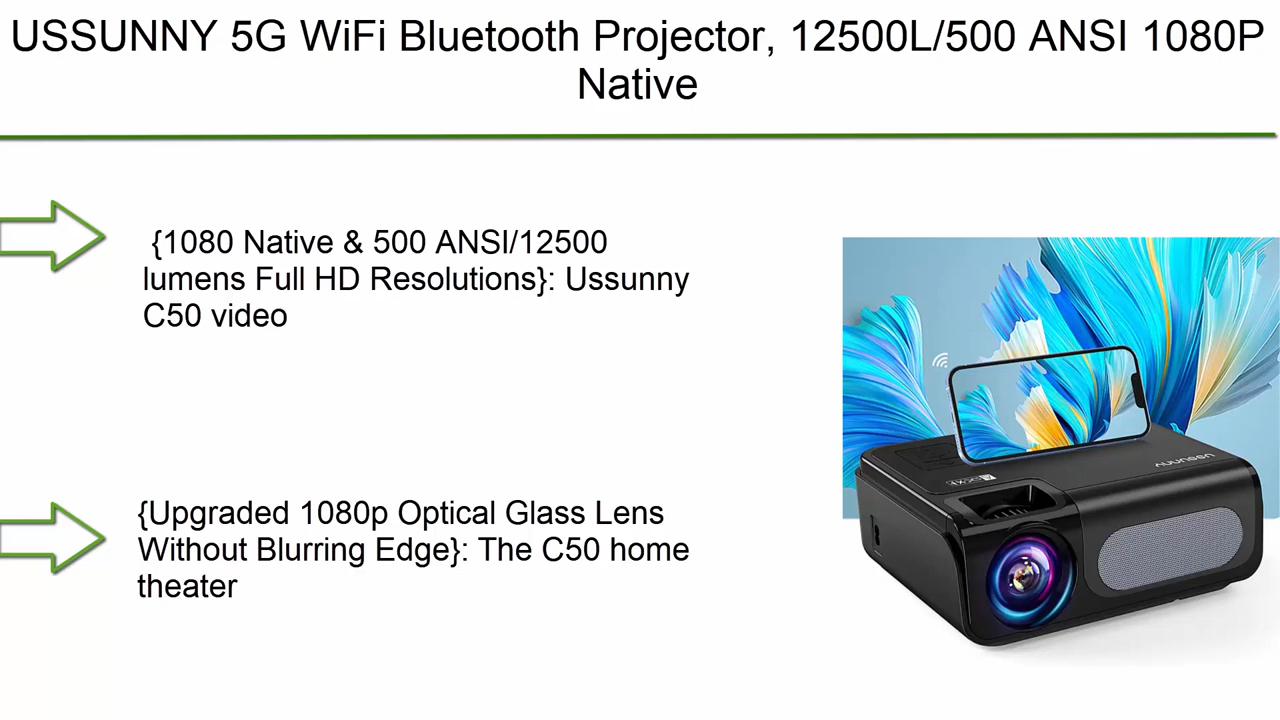 USSUNNY 5G WiFi Bluetooth Projector, 12500L/500 ANSI 1080P
Native
{1080 Native & 500 ANSI/12500
lumens Full HD Resolutions}: Ussunny
C50 video
{Upgraded 1080p Optical Glass Lens
Without Blurring Edge}: The C50 home
theater
ussunny